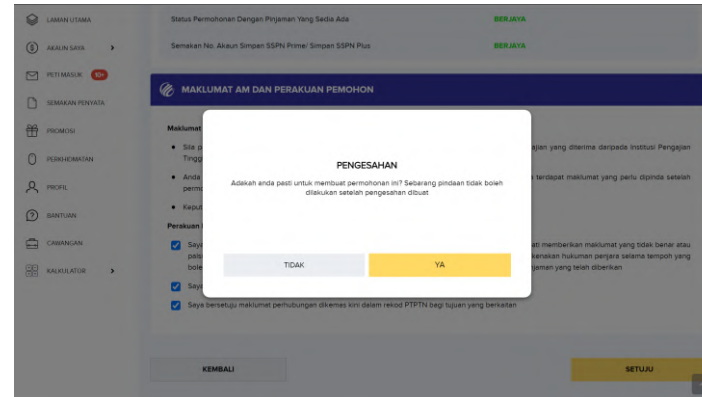 LAMAN UTAMA
AKAUN SAYA
PETI MASUK 10+
SEMAKAN PENYATA
PROMOSI
PERKHIDMATAN
PROFIL
BANTUAN
CAWANGAN
KALKULATOR
Status Permohonan Dengan Pinjaman Yang Sedia Ada BERJAYA
Semakan No. Akaun Simpan SSPN Prime/ Simpan SSPN Plus BERJAYA
MAKLUMAT AM DAN PERAKUAN PEMOHON
Maklumat
Sila p
ajian yang diterima daripada Institusi Pengajian
Tingg
Anda
terdapat maklumat yang perlu dipinda setelah
permo
Keput
Perakuan
PENGESAHAN
Adakah anda pasti untuk membuat permohonan ini? Sebarang pindaan tidak boleh
dilakukan setelah pengesahan dibuat
TIDAK YA
Saya
ati memberikan maklumat yang tidak benar atau
pals
kenakan hukuman penjara selama tempoh yang
bole
njaman yang telah diberikan
Saya
Saya bersetuju maklumat perhubungan dikemas kini dalam rekod PTPTN bagi tujuan yang berkaitan
KEMBALI SETUJU